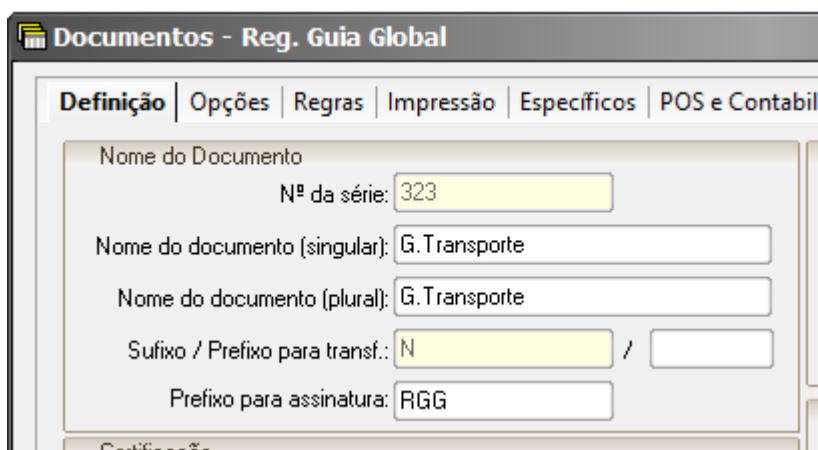 Documentos - Reg. Guia Global
Definição Opções Regras Impressão Específicos POS e Contabil
Nome do Documento
Nº da série: 323
Nome do documento (singular): G.Transporte
Nome do documento (plural): G.Transporte
Sufixo / Prefixo para transf.: N /
Prefixo para assinatura: RGG
Certificação